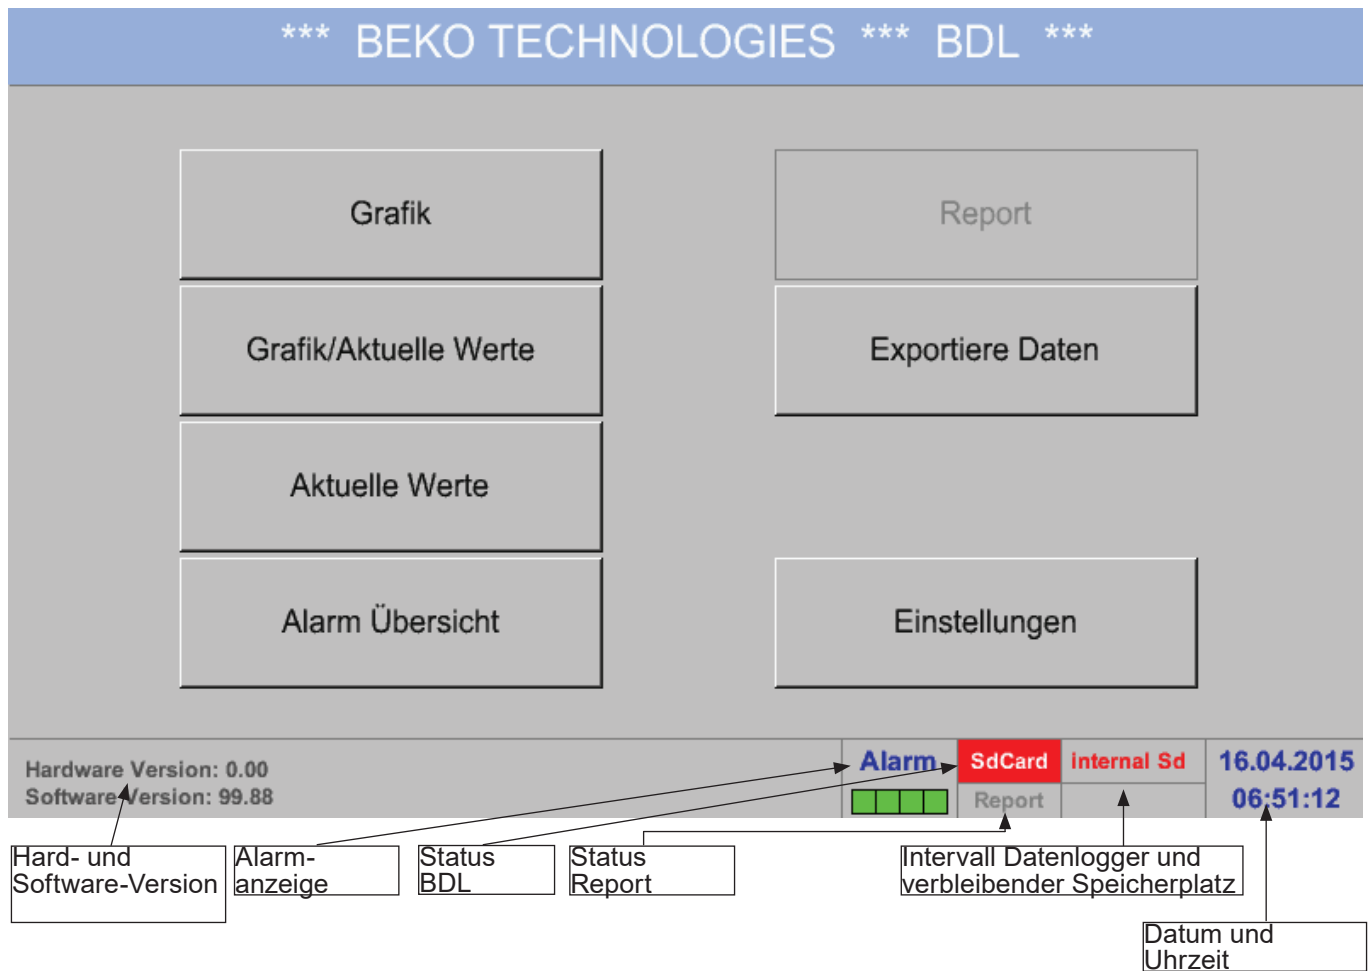 *** BEKO TECHNOLOGIES *** BDL ***
Grafik
Report
Grafik/Aktuelle Werte
Exportiere Daten
Aktuelle Werte
Alarm Übersicht
Einstellungen
Hardware Version: 0.00
Software Version: 99.88
Alarm
SdCard
internal Sd
16.04.2015
Report
06:51:12
Hard- und
Software-Version
Alarm-
anzeige
Status
BDL
Status
Report
Intervall Datenlogger und
verbleibender Speicherplatz
Datum und
Uhrzeit